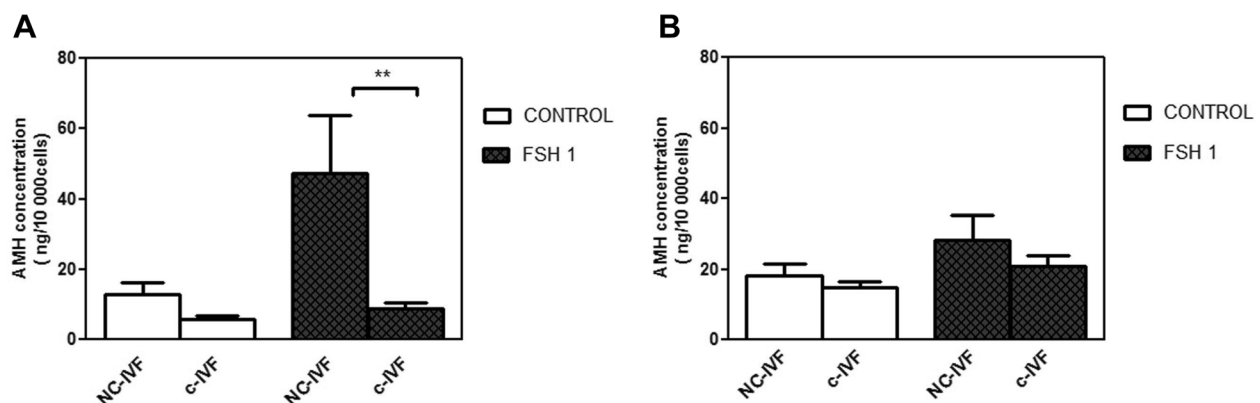 A
AMH concentration
( ng/10 000cells)
80
60
40
20
0
**
NC-IVF
c-IVF
NC-IVF
c-IVF
CONTROL
FSH 1
B
AMH concentration
( ng/10 000cells)
80
60
40
20
0
NC-IVF
c-IVF
NC-IVF
c-IVF
CONTROL
FSH 1